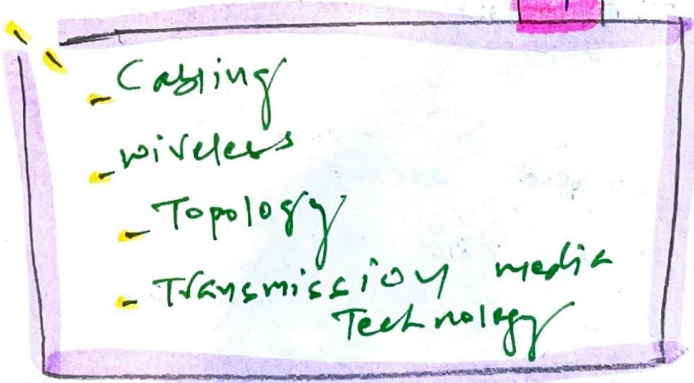 - Cabling
- wireless
- Topology
- Transmission media
Technology